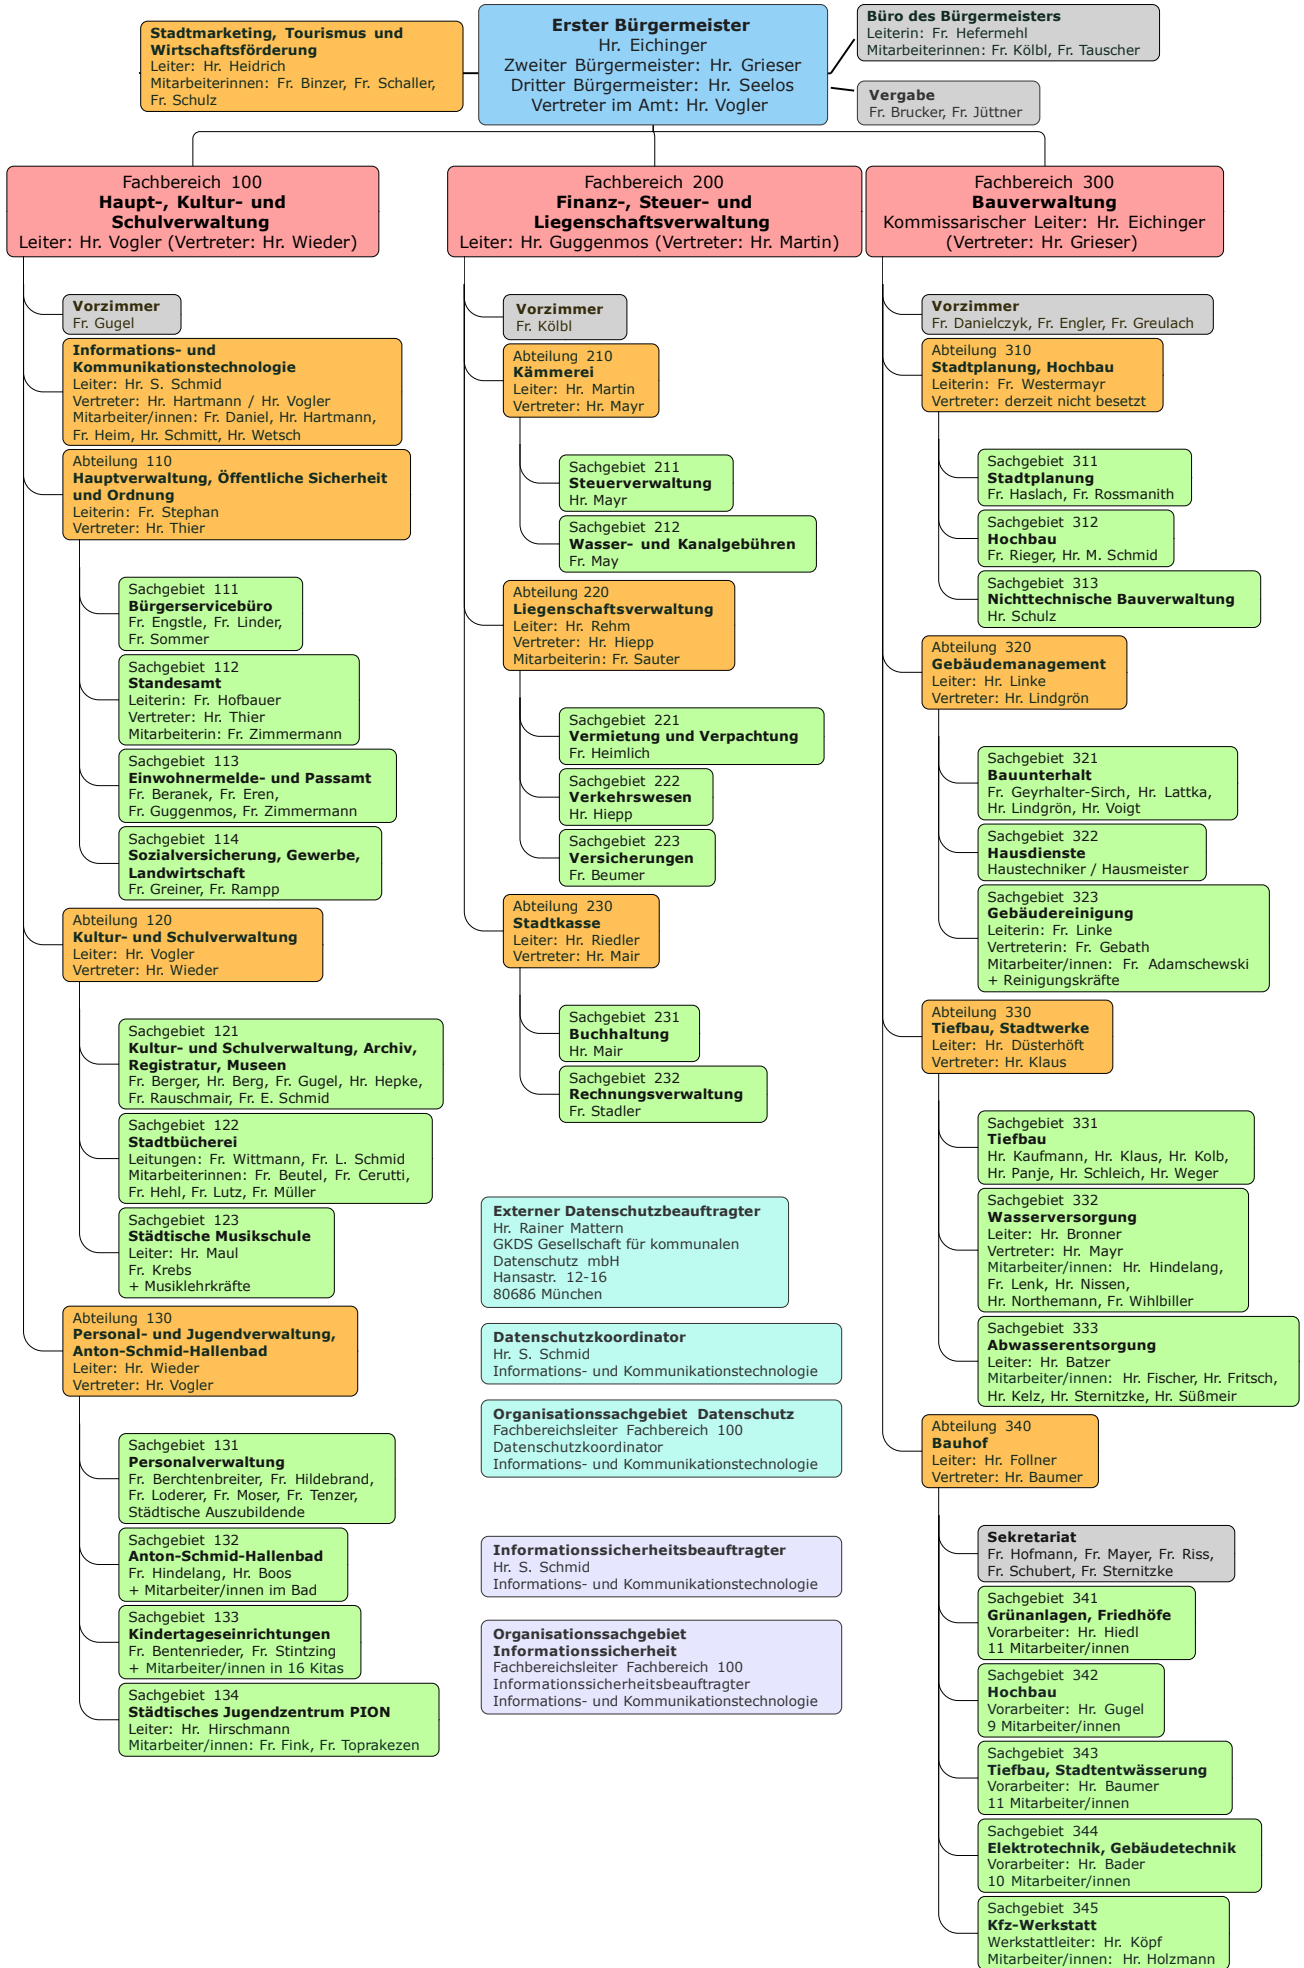 Stadtmarketing, Tourismus und
Wirtschaftsförderung
Leiter: Hr. Heidrich
Mitarbeiterinnen: Fr. Binzer, Fr. Schaller,
Fr. Schulz
Erster Bürgermeister
Hr. Eichinger
Zweiter Bürgermeister: Hr. Grieser
Dritter Bürgermeister: Hr. Seelos
Vertreter im Amt: Hr. Vogler
Büro des Bürgermeisters
Leiterin: Fr. Hefermehl
Mitarbeiterinnen: Fr. Kölbl, Fr. Tauscher
Vergabe
Fr. Brucker, Fr. Jüttner
Fachbereich 100
Haupt-, Kultur- und
Schulverwaltung
Leiter: Hr. Vogler (Vertreter: Hr. Wieder)
Vorzimmer
Fr. Gugel
Informations- und
Kommunikationstechnologie
Leiter: Hr. S. Schmid
Vertreter: Hr. Hartmann / Hr. Vogler
Mitarbeiter/innen: Fr. Daniel, Hr. Hartmann,
Fr. Heim, Hr. Schmitt, Hr. Wetsch
Abteilung 110
Hauptverwaltung, Öffentliche Sicherheit
und Ordnung
Leiterin: Fr. Stephan
Vertreter: Hr. Thier
Sachgebiet 111
Bürgerservicebüro
Fr. Engstle, Fr. Linder,
Fr. Sommer
Sachgebiet 112
Standesamt
Leiterin: Fr. Hofbauer
Vertreter: Hr. Thier
Mitarbeiterin: Fr. Zimmermann
Sachgebiet 113
Einwohnermelde- und Passamt
Fr. Beranek, Fr. Eren,
Fr. Guggenmos, Fr. Zimmermann
Sachgebiet 114
Sozialversicherung, Gewerbe,
Landwirtschaft
Fr. Greiner, Fr. Rampp
Abteilung 120
Kultur- und Schulverwaltung
Leiter: Hr. Vogler
Vertreter: Hr. Wieder
Sachgebiet 121
Kultur- und Schulverwaltung, Archiv,
Registratur, Museen
Fr. Berger, Hr. Berg, Fr. Gugel, Hr. Hepke,
Fr. Rauschmair, Fr. E. Schmid
Sachgebiet 122
Stadtbücherei
Leitungen: Fr. Wittmann, Fr. L. Schmid
Mitarbeiterinnen: Fr. Beutel, Fr. Cerutti,
Fr. Hehl, Fr. Lutz, Fr. Müller
Sachgebiet 123
Städtische Musikschule
Leiter: Hr. Maul
Fr. Krebs
+ Musiklehrkräfte
Abteilung 130
Personal- und Jugendverwaltung,
Anton-Schmid-Hallenbad
Leiter: Hr. Wieder
Vertreter: Hr. Vogler
Sachgebiet 131
Personalverwaltung
Fr. Berchtenbreiter, Fr. Hildebrand,
Fr. Loderer, Fr. Moser, Fr. Tenzer,
Städtische Auszubildende
Sachgebiet 132
Anton-Schmid-Hallenbad
Fr. Hindelang, Hr. Boos
+ Mitarbeiter/innen im Bad
Sachgebiet 133
Kindertageseinrichtungen
Fr. Bentenrieder, Fr. Stintzing
+ Mitarbeiter/innen in 16 Kitas
Sachgebiet 134
Städtisches Jugendzentrum PION
Leiter: Hr. Hirschmann
Mitarbeiter/innen: Fr. Fink, Fr. Toprakezen
Fachbereich 200
Finanz-, Steuer- und
Liegenschaftsverwaltung
Leiter: Hr. Guggenmos (Vertreter: Hr. Martin)
Vorzimmer
Fr. Kölbl
Abteilung 210
Kämmerei
Leiter: Hr. Martin
Vertreter: Hr. Mayr
Sachgebiet 211
Steuerverwaltung
Hr. Mayr
Sachgebiet 212
Wasser- und Kanalgebühren
Fr. May
Abteilung 220
Liegenschaftsverwaltung
Leiter: Hr. Rehm
Vertreter: Hr. Hiepp
Mitarbeiterin: Fr. Sauter
Sachgebiet 221
Vermietung und Verpachtung
Fr. Heimlich
Sachgebiet 222
Verkehrswesen
Hr. Hiepp
Sachgebiet 223
Versicherungen
Fr. Beumer
Abteilung 230
Stadtkasse
Leiter: Hr. Riedler
Vertreter: Hr. Mair
Sachgebiet 231
Buchhaltung
Hr. Mair
Sachgebiet 232
Rechnungsverwaltung
Fr. Stadler
Externer Datenschutzbeauftragter
Hr. Rainer Mattern
GKDS Gesellschaft für kommunalen
Datenschutz mbH
Hansastr. 12-16
80686 München
Datenschutzkoordinator
Hr. S. Schmid
Informations- und Kommunikationstechnologie
Organisationssachgebiet Datenschutz
Fachbereichsleiter Fachbereich 100
Datenschutzkoordinator
Informations- und Kommunikationstechnologie
Informationssicherheitsbeauftragter
Hr. S. Schmid
Informations- und Kommunikationstechnologie
Organisationssachgebiet
Informationssicherheit
Fachbereichsleiter Fachbereich 100
Informationssicherheitsbeauftragter
Informations- und Kommunikationstechnologie
Fachbereich 300
Bauverwaltung
Kommissarischer Leiter: Hr. Eichinger
(Vertreter: Hr. Grieser)
Vorzimmer
Fr. Danielczyk, Fr. Engler, Fr. Greulach
Abteilung 310
Stadtplanung, Hochbau
Leiterin: Fr. Westermayr
Vertreter: derzeit nicht besetzt
Sachgebiet 311
Stadtplanung
Fr. Haslach, Fr. Rossmanith
Sachgebiet 312
Hochbau
Fr. Rieger, Hr. M. Schmid
Sachgebiet 313
Nichttechnische Bauverwaltung
Hr. Schulz
Abteilung 320
Gebäudemanagement
Leiter: Hr. Linke
Vertreter: Hr. Lindgrön
Sachgebiet 321
Bauunterhalt
Fr. Geyrhalter-Sirch, Hr. Lattka,
Hr. Lindgrön, Hr. Voigt
Sachgebiet 322
Hausdienste
Haustechniker / Hausmeister
Sachgebiet 323
Gebäudereinigung
Leiterin: Fr. Linke
Vertreterin: Fr. Gebath
Mitarbeiter/innen: Fr. Adamschewski
+ Reinigungskräfte
Abteilung 330
Tiefbau, Stadtwerke
Leiter: Hr. Düsterhöft
Vertreter: Hr. Klaus
Sachgebiet 331
Tiefbau
Hr. Kaufmann, Hr. Klaus, Hr. Kolb,
Hr. Panje, Hr. Schleich, Hr. Weger
Sachgebiet 332
Wasserversorgung
Leiter: Hr. Bronner
Vertreter: Hr. Mayr
Mitarbeiter/innen: Hr. Hindelang,
Fr. Lenk, Hr. Nissen,
Hr. Northemann, Fr. Wihlbiller
Sachgebiet 333
Abwasserentsorgung
Leiter: Hr. Batzer
Mitarbeiter/innen: Hr. Fischer, Hr. Fritsch,
Hr. Kelz, Hr. Sternitzke, Hr. Süßmeir
Abteilung 340
Bauhof
Leiter: Hr. Follner
Vertreter: Hr. Baumer
Sekretariat
Fr. Hofmann, Fr. Mayer, Fr. Riss,
Fr. Schubert, Fr. Sternitzke
Sachgebiet 341
Grünanlagen, Friedhöfe
Vorarbeiter: Hr. Hiedl
11 Mitarbeiter/innen
Sachgebiet 342
Hochbau
Vorarbeiter: Hr. Gugel
9 Mitarbeiter/innen
Sachgebiet 343
Tiefbau, Stadtentwässerung
Vorarbeiter: Hr. Baumer
11 Mitarbeiter/innen
Sachgebiet 344
Elektrotechnik, Gebäudetechnik
Vorarbeiter: Hr. Bader
10 Mitarbeiter/innen
Sachgebiet 345
Kfz-Werkstatt
Werkstattleiter: Hr. Köpf
Mitarbeiter/innen: Hr. Holzmann